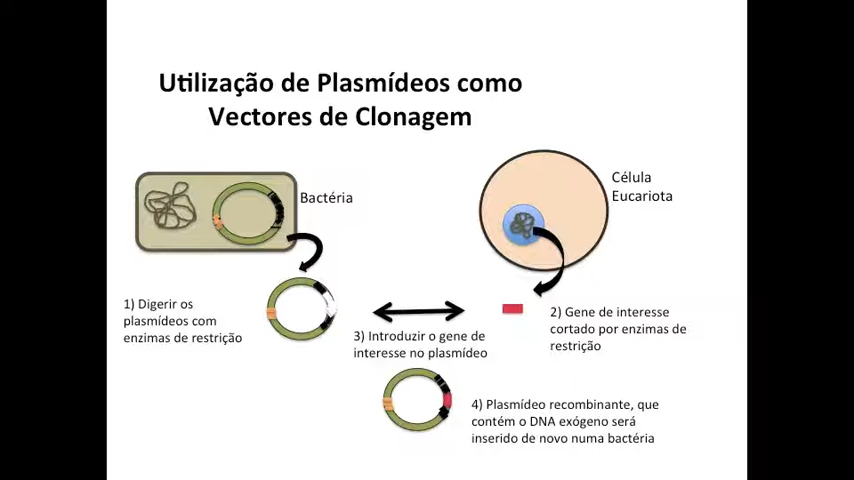 Utilização de Plasmídeos como
Vectores de Clonagem
Bactéria
Célula
Eucariota
1) Digerir os
plasmídeos com
enzimas de restrição
2) Gene de interesse
cortado por enzimas de
restrição
3) Introduzir o gene de
interesse no plasmídeo
4) Plasmídeo recombinante, que
contém o DNA exógeno será
inserido de novo numa bactéria